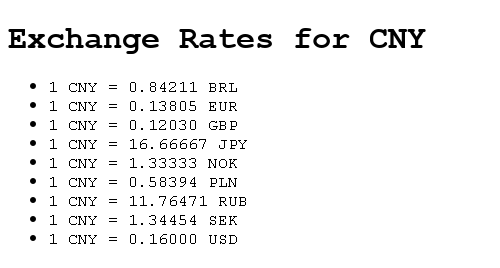 Exchange Rates for CNY
• 1 CNY = 0.84211 BRL
• 1 CNY = 0.13805 EUR
• 1 CNY = 0.12030 GBP
• 1 CNY = 16.66667 JPY
• 1 CNY = 1.33333 NOK
• 1 CNY = 0.58394 PLN
• 1 CNY = 11.76471 RUB
• 1 CNY = 1.34454 SEK
• 1 CNY = 0.16000 USD